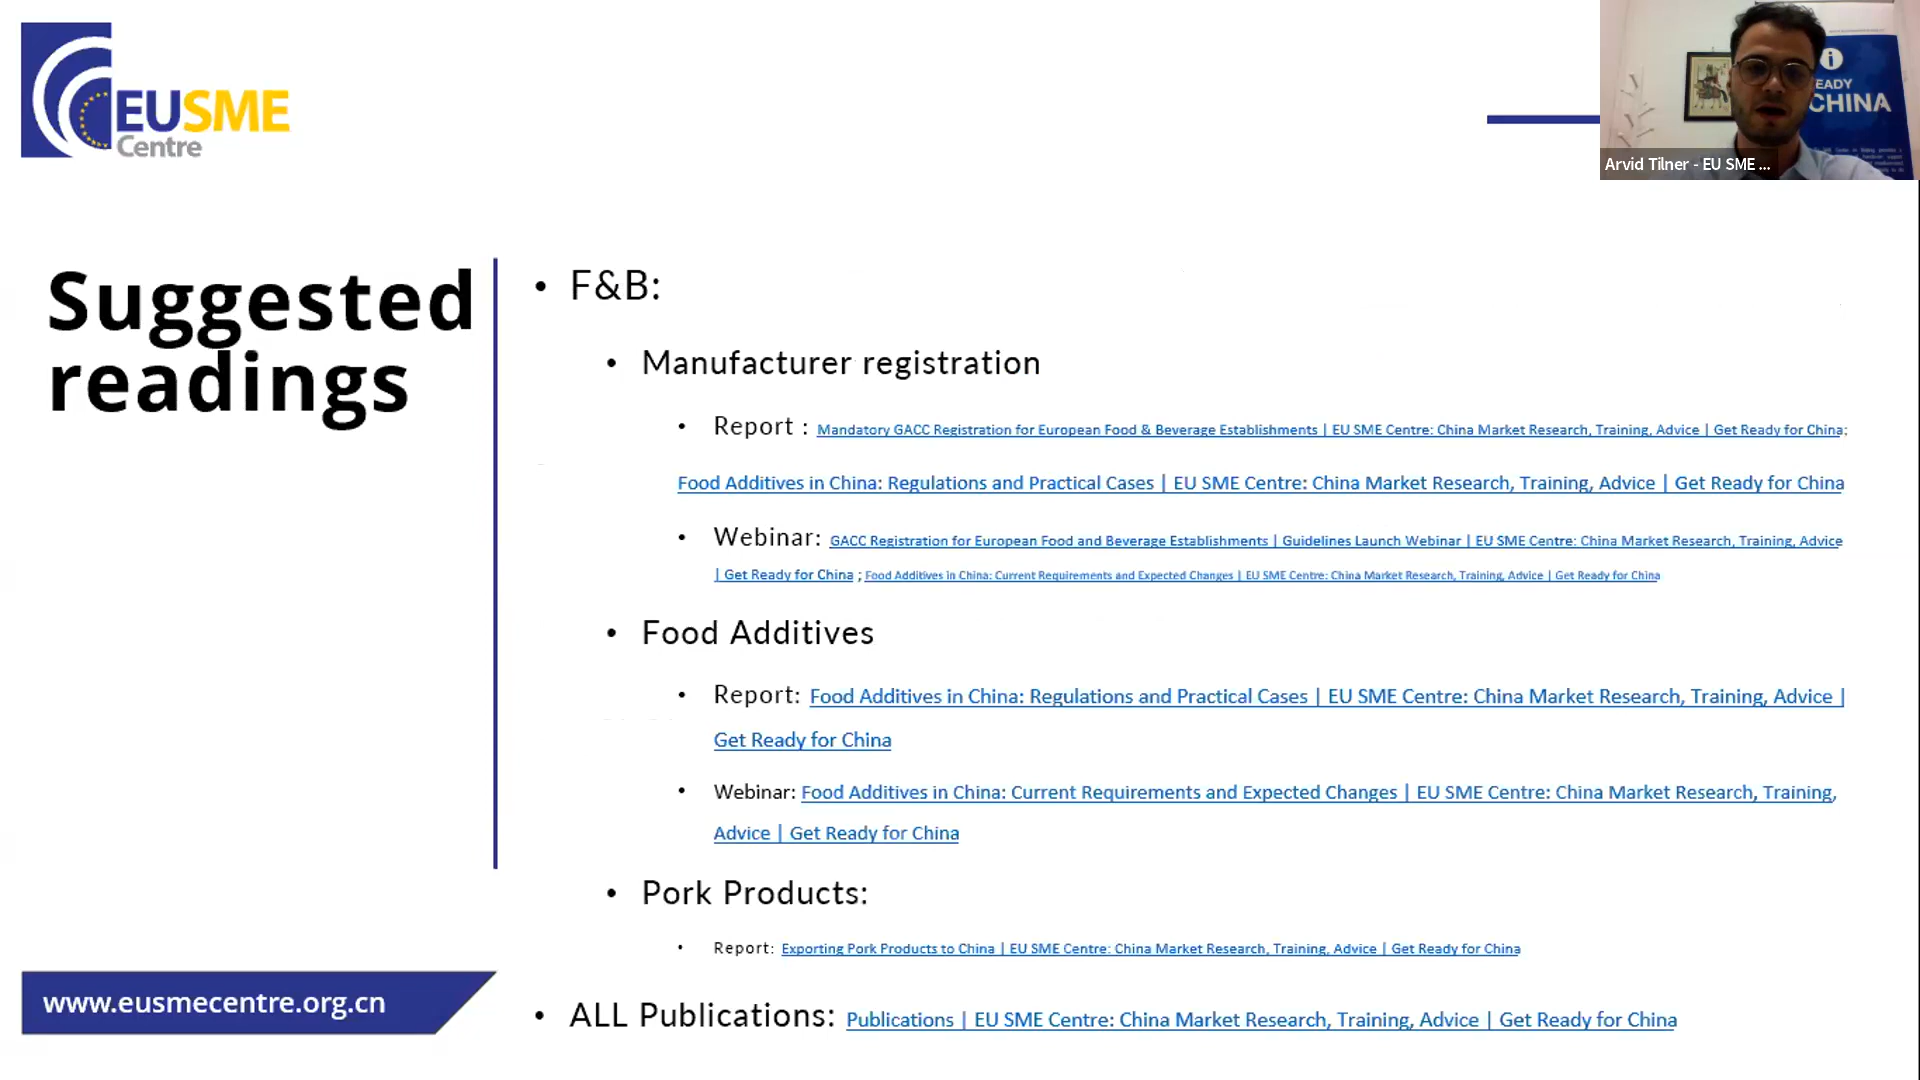 EUSME
Centre
EADY
CHINA
Arvid Tilner - EU SME ...
Suggested
readings
• F&B:
• Manufacturer registration
• Report : Mandatory GACC Registration for European Food & Beverage Establishments | EU SME Centre: China Market Research, Training, Advice | Get Ready for China;
Food Additives in China: Regulations and Practical Cases | EU SME Centre: China Market Research, Training, Advice | Get Ready for China
• Webinar: GACC Registration for European Food and Beverage Establishments | Guidelines Launch Webinar | EU SME Centre: China Market Research, Training, Advice
| Get Ready for China ; Food Additives in China: Current Requirements and Expected Changes | EU SME Centre: China Market Research, Training, Advice | Get Ready for China
• Food Additives
• Report: Food Additives in China: Regulations and Practical Cases | EU SME Centre: China Market Research, Training, Advice |
Get Ready for China
• Webinar: Food Additives in China: Current Requirements and Expected Changes | EU SME Centre: China Market Research, Training,
Advice | Get Ready for China
• Pork Products:
• Report: Exporting Pork Products to China | EU SME Centre: China Market Research, Training, Advice | Get Ready for China
• ALL Publications: Publications | EU SME Centre: China Market Research, Training, Advice | Get Ready for China
www.eusmecentre.org.cn